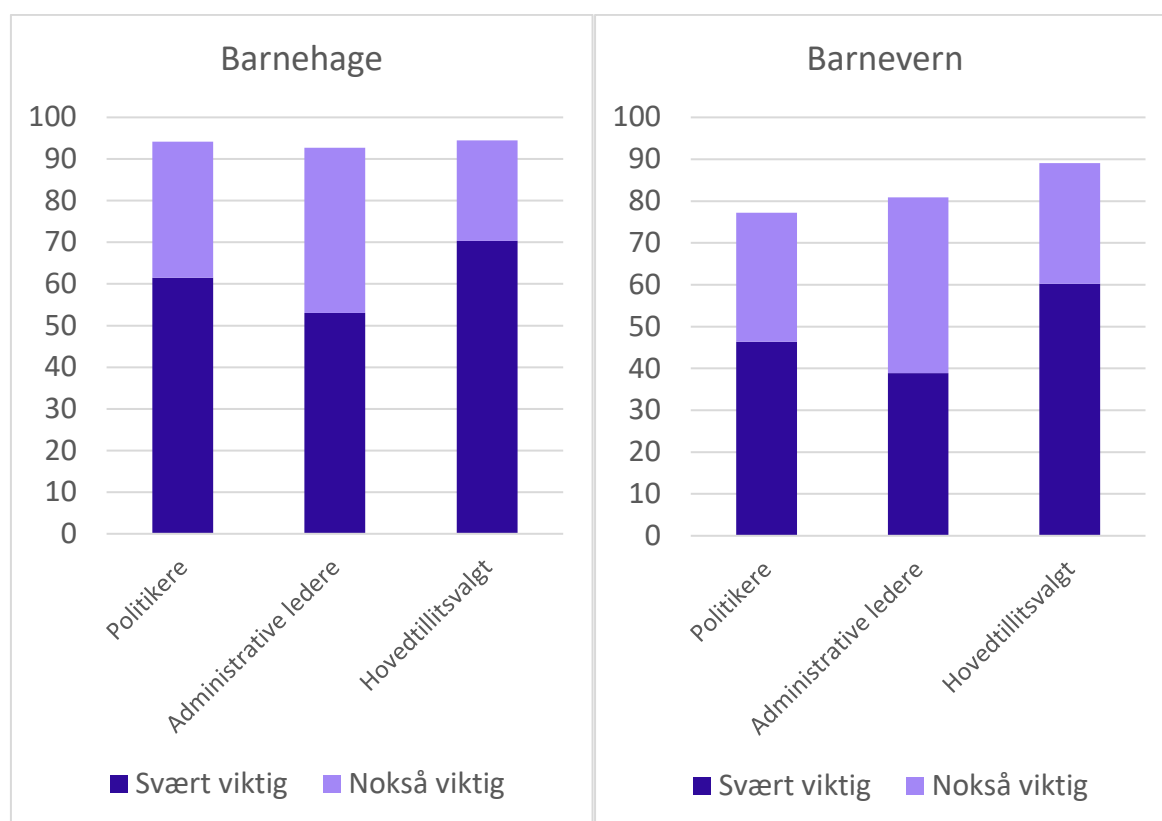 Barnehage
100
90
80
70
60
50
40
30
20
10
0
Politikere
Administrative ledere
Hovedtillitsvalgt
Svært viktig
Nokså viktig
Barnevern
100
90
80
70
60
50
40
30
20
10
0
Politikere
Administrative ledere
Hovedtillitsvalgt
Svært viktig
Nokså viktig